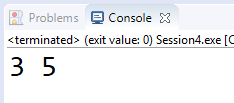 Problems Console
<terminated> (exit value: 0) Session4.exe [C
3 5